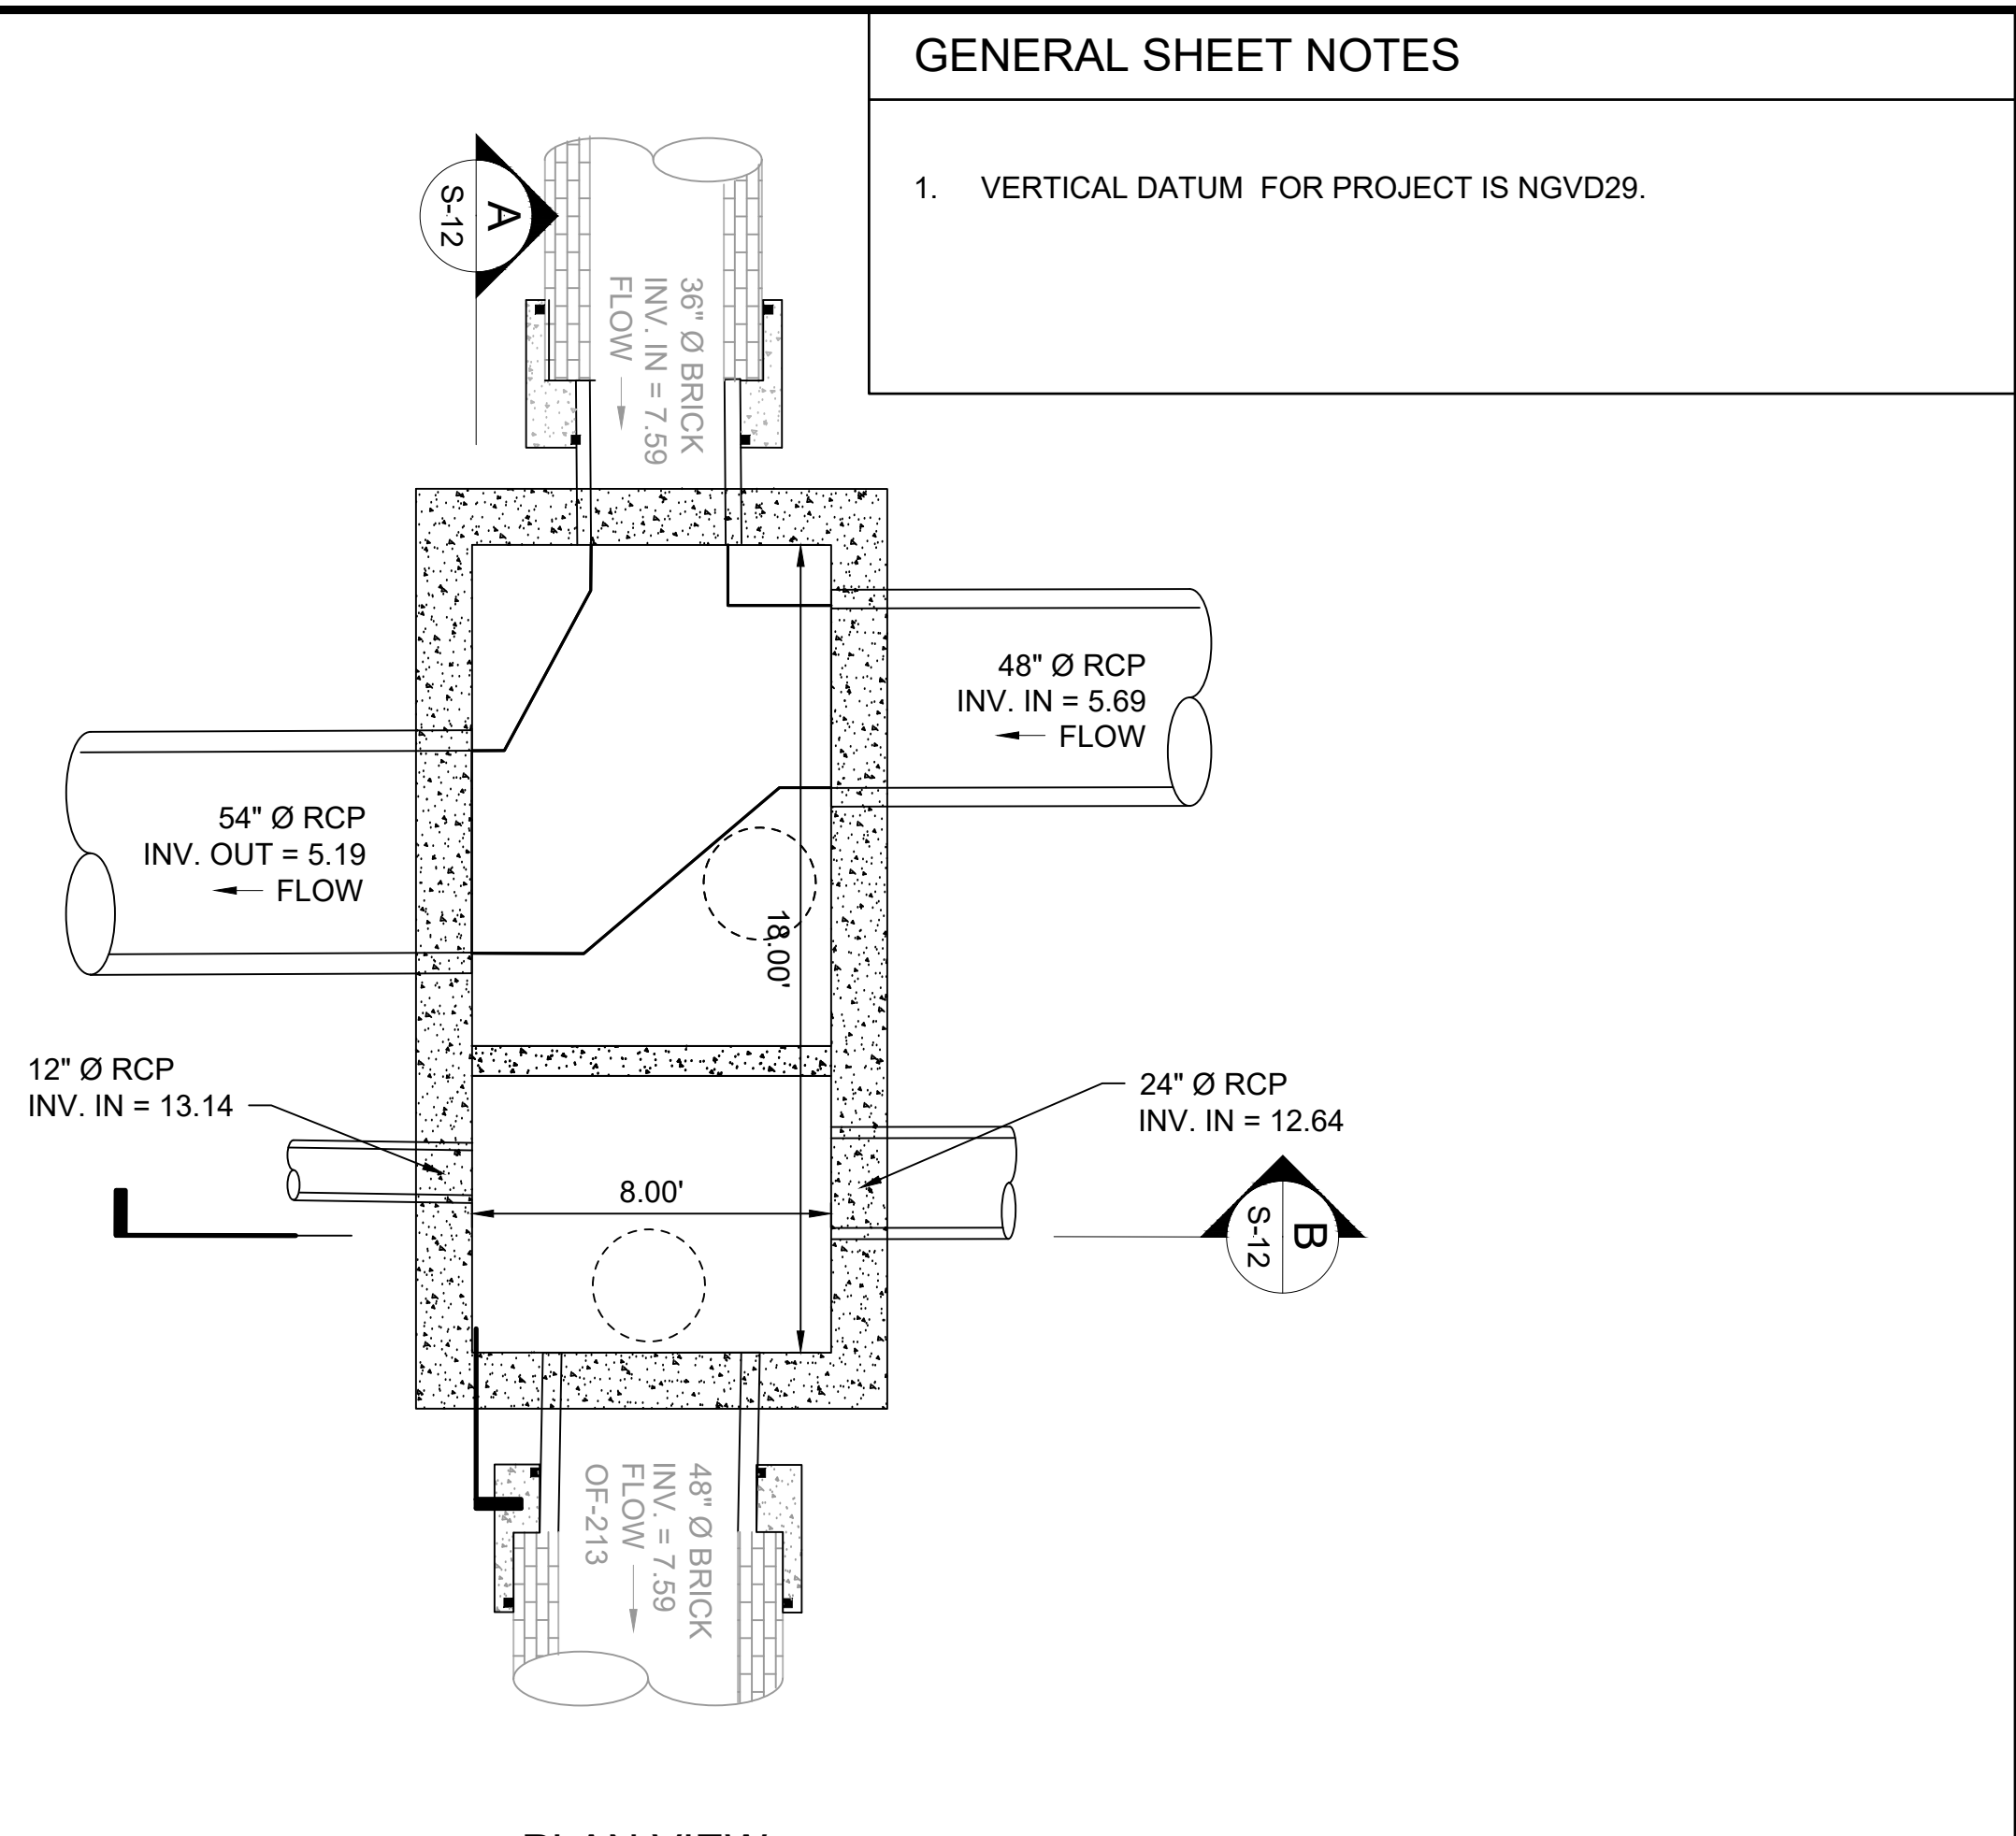 GENERAL SHEET NOTES
1. VERTICAL DATUM FOR PROJECT IS NGVD29.
A
S-12
36" Ø BRICK
INV. IN = 7.59
FLOW
48" Ø RCP
INV. IN = 5.69
FLOW
54" Ø RCP
INV. OUT = 5.19
FLOW
18.00'
12" Ø RCP
INV. IN = 13.14
24" Ø RCP
INV. IN = 12.64
8.00'
B
S-12
48" Ø BRICK
INV. = 7.59
FLOW
OF-213
PLAN VIEW